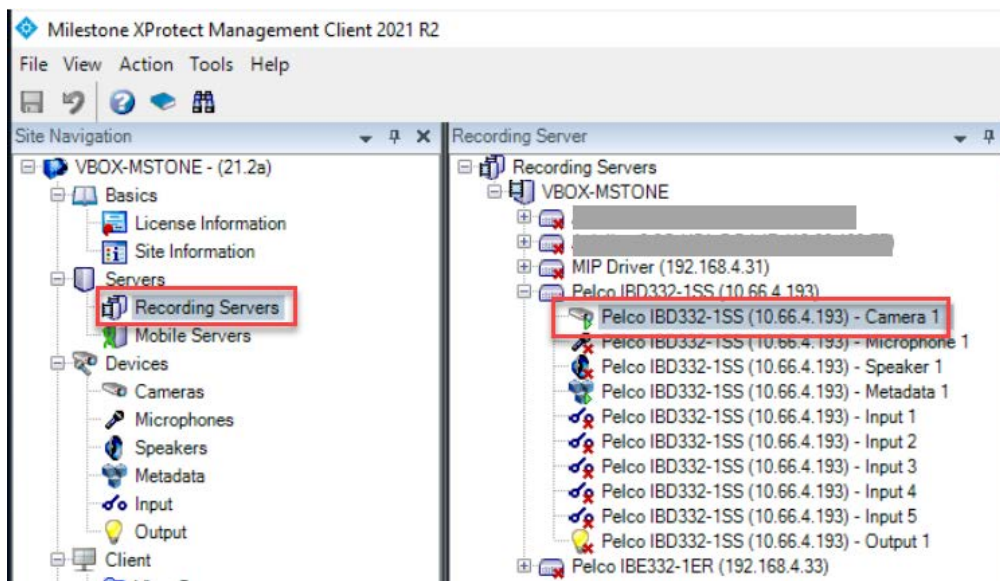 Milestone XProtect Management Client 2021 R2
File View Action Tools Help
Site Navigation
VBOX-MSTONE - (21.2a)
Basics
License Information
Site Information
Servers
Recording Servers
Mobile Servers
Devices
Cameras
Microphones
Speakers
Metadata
Input
Output
Client
Recording Server
Recording Servers
VBOX-MSTONE
MIP Driver (192.168.4.31)
Pelco IBD332-1SS (10.66.4.193)
Pelco IBD332-1SS (10.66.4.193) - Camera 1
Pelco IBD332-1SS (10.66.4.193) - Microphone 1
Pelco IBD332-1SS (10.66.4.193) - Speaker 1
Pelco IBD332-1SS (10.66.4.193) - Metadata 1
Pelco IBD332-1SS (10.66.4.193) - Input 1
Pelco IBD332-1SS (10.66.4.193) - Input 2
Pelco IBD332-1SS (10.66.4.193) - Input 3
Pelco IBD332-1SS (10.66.4.193) - Input 4
Pelco IBD332-1SS (10.66.4.193) - Input 5
Pelco IBD332-1SS (10.66.4.193) - Output 1
Pelco IBE332-1ER (192.168.4.33)